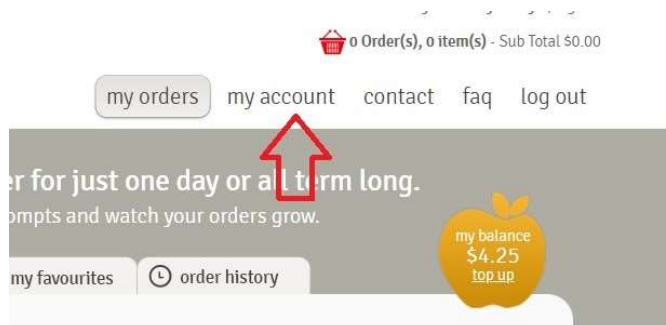 0 Order(s), 0 item(s) - Sub Total $0.00
my orders my account contact faq log out
er for just one day or all term long.
ompts and watch your orders grow.
my balance
$4.25
top up
my favourites order history